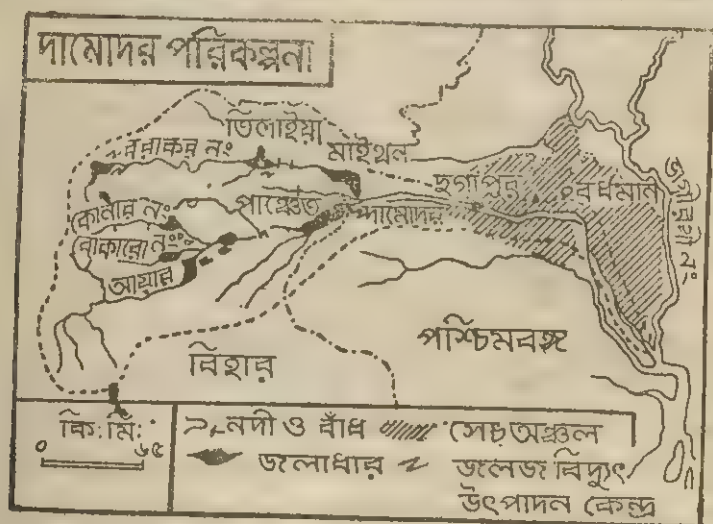 দামোদর পরিকল্পনা
বরাকর নঃ
তিলাইয়া
মাইথন
কোনার নঃ
পাঞ্চেত
দামোদর
দুর্গাপুর
বর্ধমান
ভাগীরথী নঃ
বোকারো নঃ
আয়ার
বিহার
পশ্চিমবঙ্গ
কি: মি:
০ ৬৫
নদী ও বাঁধ সেচ অঞ্চল
জলাধার জলজ বিদ্যুৎ
উৎপাদন কেন্দ্র